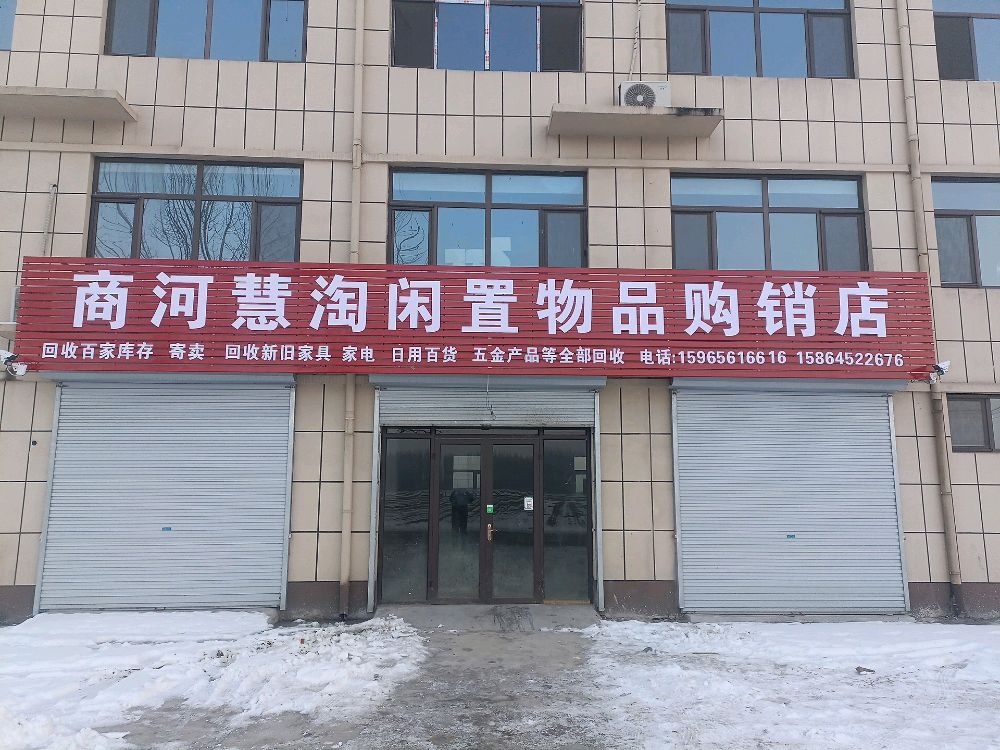 商河慧淘闲置物品购销店
回收百家库存 寄卖 回收新旧家具 家电 日用百货 五金产品等全部回收 电话:15965616616 15864522676